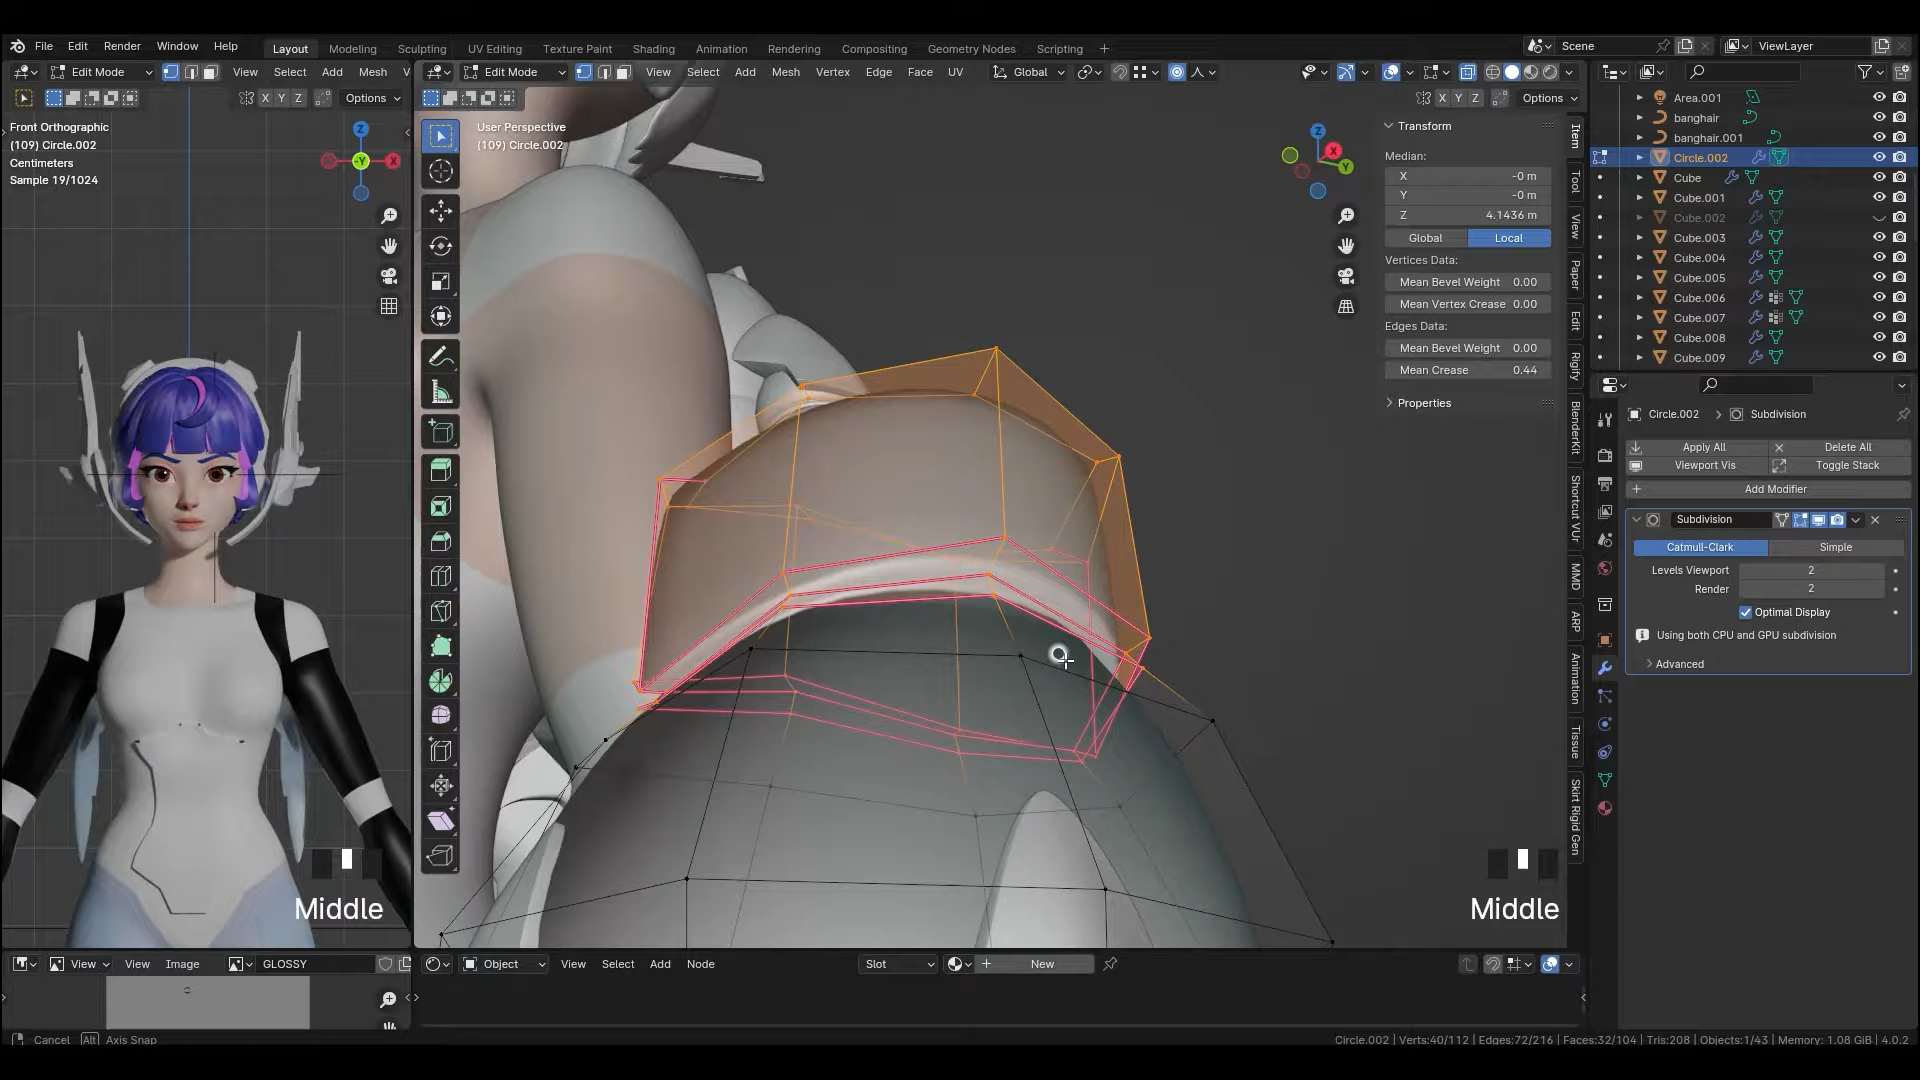 File Edit Render Window Help Layout Modeling Sculpting UV Editing Texture Paint Shading Animation Rendering Compositing Geometry Nodes Scripting + Scene ViewLayer
Edit Mode View Select Add Mesh V
Edit Mode View Select Add Mesh Vertex Edge Face UV Global
X Y Z Options
X Y Z Options
Front Orthographic
(109) Circle.002
Centimeters
Sample 19/1024
Z
-Y
X
User Perspective
(109) Circle.002
Z
X
Y
Transform
Median:
X -0 m
Y -0 m
Z 4.1436 m
Global Local
Vertices Data:
Mean Bevel Weight 0.00
Mean Vertex Crease 0.00
Edges Data:
Mean Bevel Weight 0.00
Mean Crease 0.44
Properties
Item
Tool
View
Paper
Edit
Rigify
BlenderKit
Shortcut VUr
MMD
ARP
Animation
Tissue
Skirt Rigid Gen
Area.001
banghair
banghair.001
Circle.002
Cube
Cube.001
Cube.002
Cube.003
Cube.004
Cube.005
Cube.006
Cube.007
Cube.008
Cube.009
Circle.002 > Subdivision
Apply All Delete All
Viewport Vis Toggle Stack
Add Modifier
Subdivision
Catmull-Clark Simple
Levels Viewport 2
Render 2
Optimal Display
Using both CPU and GPU subdivision
Advanced
Middle
Middle
View View Image GLOSSY
Object View Select Add Node Slot New
Cancel Alt Axis Snap
Circle.002 | Verts:40/112 | Edges:72/216 | Faces:32/104 | Tris:208 | Objects:1/43 | Memory: 1.08 GiB | 4.0.2